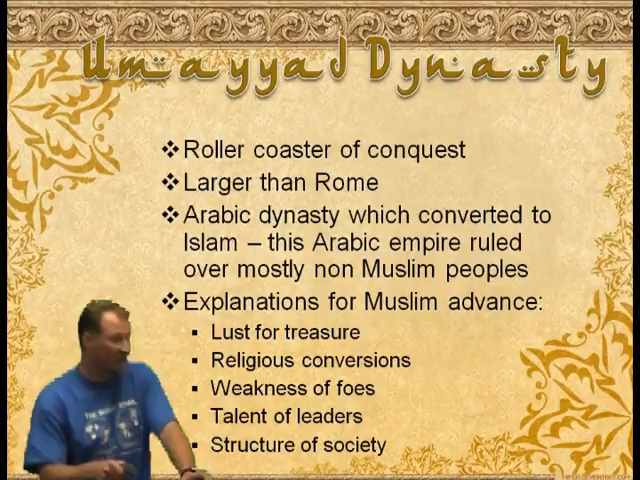 Umayyad Dynasty
❖ Roller coaster of conquest
❖ Larger than Rome
❖ Arabic dynasty which converted to
Islam – this Arabic empire ruled
over mostly non Muslim peoples
❖ Explanations for Muslim advance:
▪ Lust for treasure
▪ Religious conversions
▪ Weakness of foes
▪ Talent of leaders
▪ Structure of society